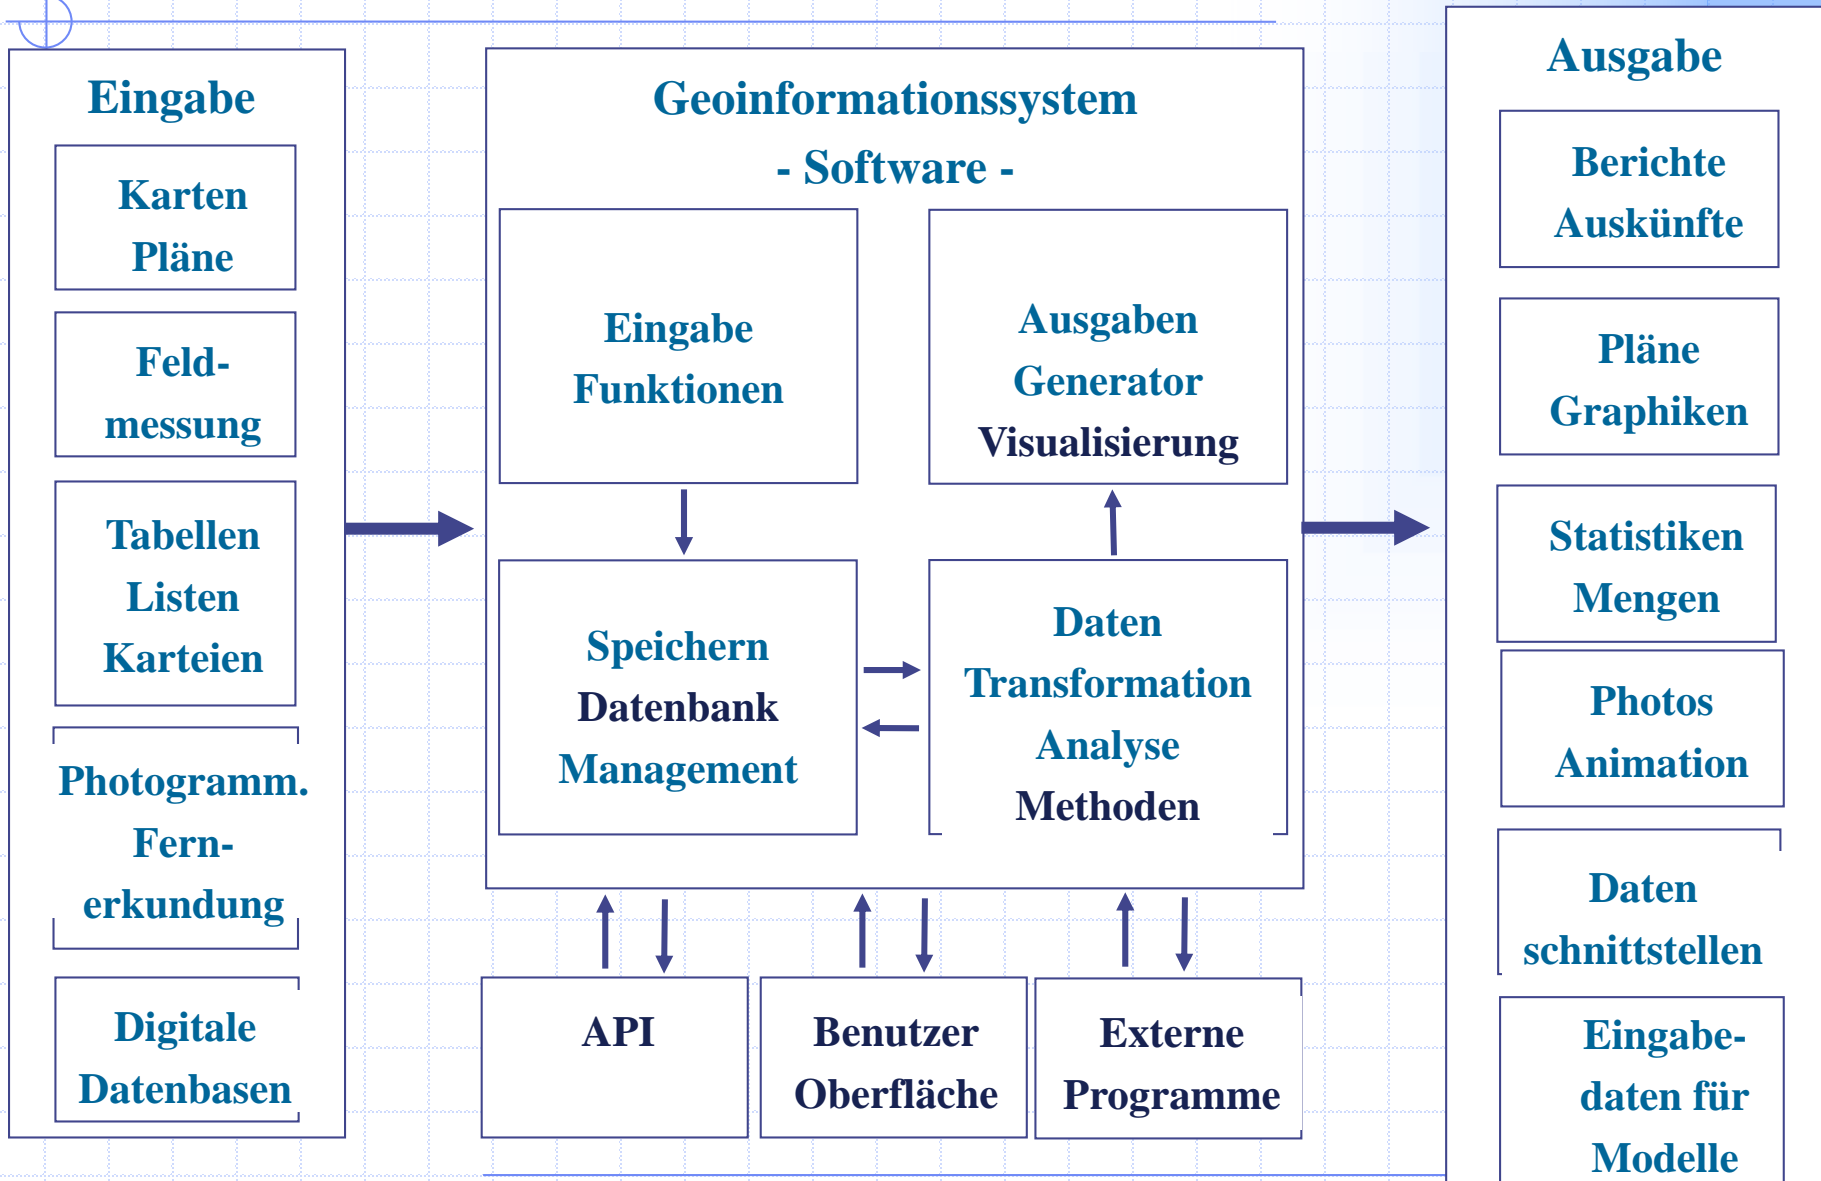 Eingabe
Karten
Pläne
Feld-
messung
Tabellen
Listen
Karteien
Photogramm.
Fern-
erkundung
Digitale
Datenbasen
Geoinformationssystem
- Software -
Eingabe
Funktionen
Ausgaben
Generator
Visualisierung
Speichern
Datenbank
Management
Daten
Transformation
Analyse
Methoden
API
Benutzer
Oberfläche
Externe
Programme
Ausgabe
Berichte
Auskünfte
Pläne
Graphiken
Statistiken
Mengen
Photos
Animation
Daten
schnittstellen
Eingabe-
daten für
Modelle